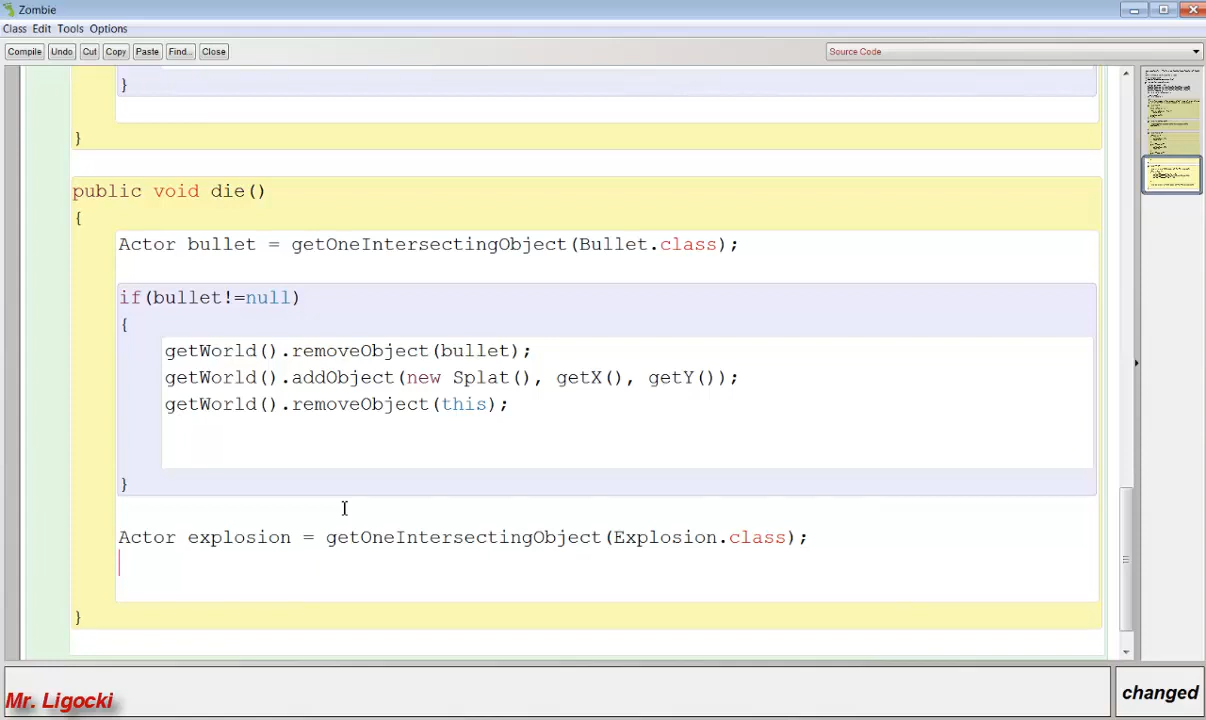 Zombie
Class Edit Tools Options
Compile Undo Cut Copy Paste Find... Close Source Code
}
}
public void die()
{
Actor bullet = getOneIntersectingObject(Bullet.class);
if(bullet!=null)
{
getWorld().removeObject(bullet);
getWorld().addObject(new Splat(), getX(), getY());
getWorld().removeObject(this);
}
Actor explosion = getOneIntersectingObject(Explosion.class);
}
Mr. Ligocki
changed